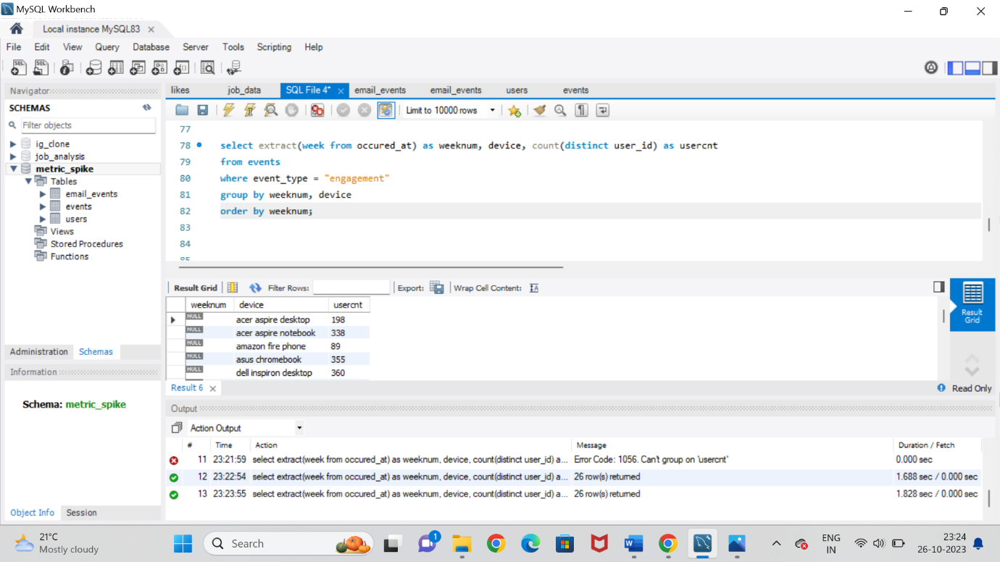 MySQL Workbench
Local instance MySQL83
File Edit View Query Database Server Tools Scripting Help
Navigator
SCHEMAS
Filter objects
ig_clone
job_analysis
metric_spike
Tables
email_events
events
users
Views
Stored Procedures
Functions
Administration Schemas
Information
Schema: metric_spike
Object Info Session
likes job_data SQL File 4* email_events email_events users events
Limit to 10000 rows
77
78 select extract(week from occured_at) as weeknum, device, count(distinct user_id) as usercnt
79 from events
80 where event_type = "engagement"
81 group by weeknum, device
82 order by weeknum;
83
84
85
Result Grid Filter Rows: Export: Wrap Cell Content:
weeknum device usercnt
NULL acer aspire desktop 198
NULL acer aspire notebook 338
NULL amazon fire phone 89
NULL asus chromebook 355
NULL dell inspiron desktop 360
Result
Grid
Result 6
Read Only
Output
Action Output
# Time Action Message Duration / Fetch
11 23:21:59 select extract(week from occured_at) as weeknum, device, count(distinct user_id) a... Error Code: 1056. Can't group on 'usercnt' 0.000 sec
12 23:22:54 select extract(week from occured_at) as weeknum, device, count(distinct user_id) a... 26 row(s) returned 1.688 sec / 0.000 sec
13 23:23:55 select extract(week from occured_at) as weeknum, device, count(distinct user_id) a... 26 row(s) returned 1.828 sec / 0.000 sec
21°C
Mostly cloudy
Search
1
ENG
IN
23:24
26-10-2023